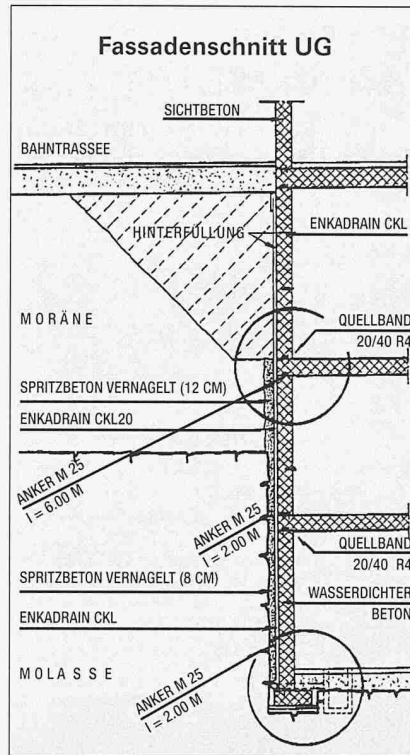 Fassadenschnitt UG
SICHTBETON
BAHNTRASSEE
HINTERFÜLLUNG
ENKADRAIN CKL
MORÄNE
QUELLBAND
20/40 R4
SPRITZBETON VERNAGELT (12 CM)
ENKADRAIN CKL20
ANKER M 25
l = 6.00 M
ANKER M 25
l = 2.00 M
QUELLBAND
20/40 R4
SPRITZBETON VERNAGELT (8 CM)
WASSERDICHTER
BETON
ENKADRAIN CKL
MOLASSE
ANKER M 25
l = 2.00 M